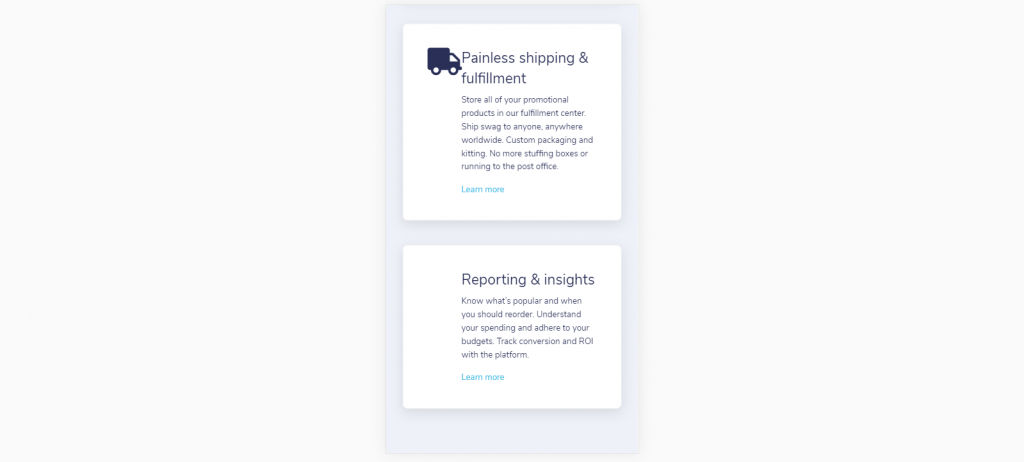 Painless shipping &
fulfillment
Store all of your promotional
products in our fulfillment center.
Ship swag to anyone, anywhere
worldwide. Custom packaging and
kitting. No more stuffing boxes or
running to the post office.
Learn more
Reporting & insights
Know what's popular and when
you should reorder. Understand
your spending and adhere to your
budgets. Track conversion and ROI
with the platform.
Learn more